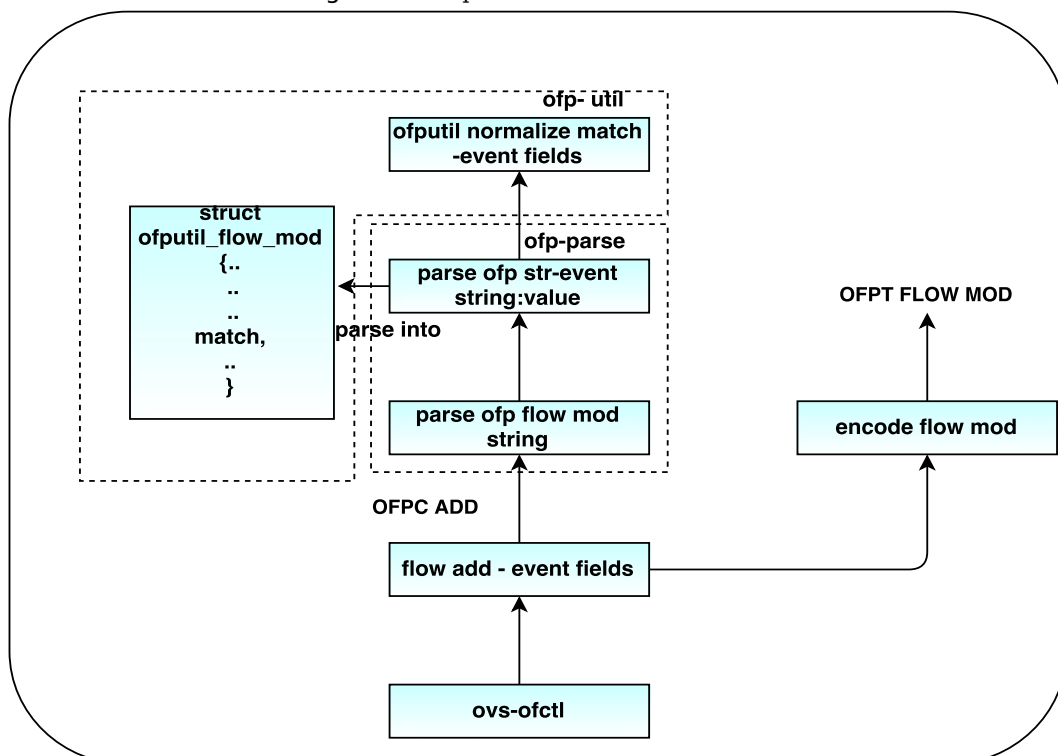 ofp- util
ofputil normalize match
-event fields
struct
ofputil_flow_mod
{..
..
..
match,
..
}
ofp-parse
parse ofp str-event
string:value
parse into
parse ofp flow mod
string
OFPT FLOW MOD
encode flow mod
OFPC ADD
flow add - event fields
ovs-ofctl